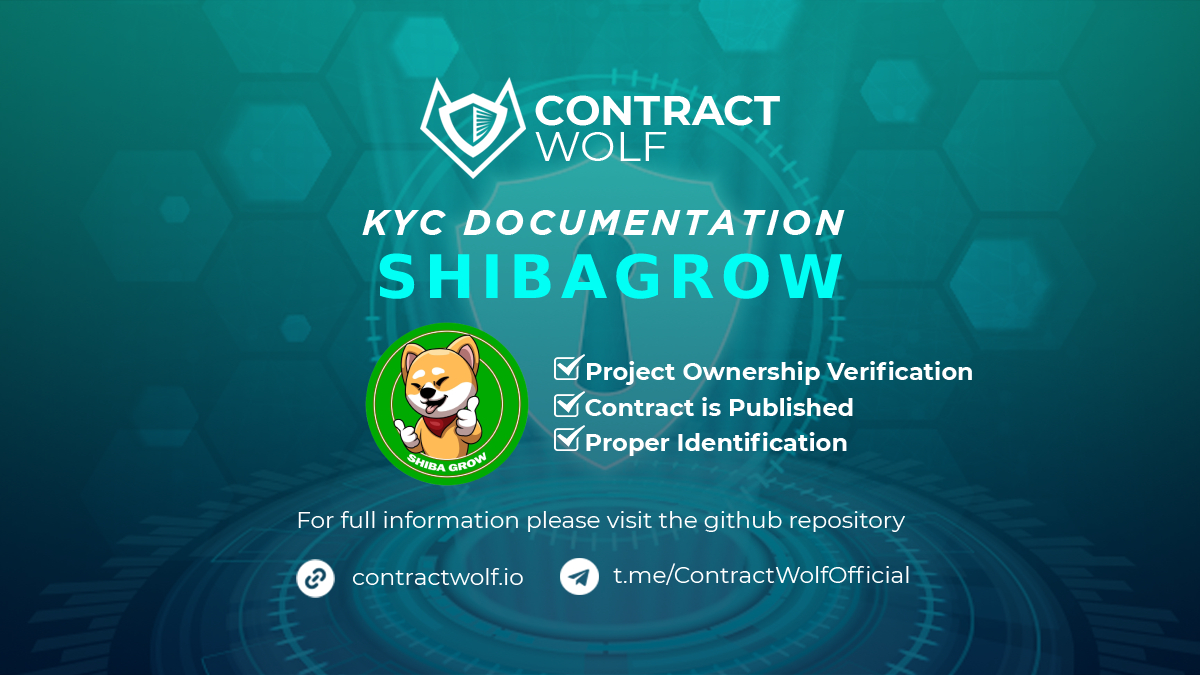 CONTRACT
WOLF
KYC DOCUMENTATION
SHIBAGROW
SHIBA GROW
Project Ownership Verification
Contract is Published
Proper Identification
For full information please visit the github repository
contractwolf.io
t.me/ContractWolfOfficial